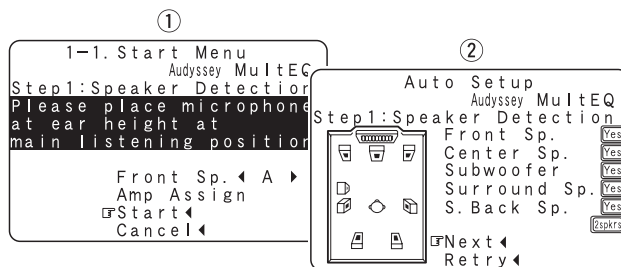 ①
1-1. Start Menu
Audyssey MultEQ
Step1:Speaker Detection
Please place microphone
at ear height at
main listening position
Front Sp. ◀ A ▶
Amp Assign
☞Start◀
Cancel◀
②
Auto Setup
Audyssey MultEQ
Step1:Speaker Detection
Front Sp. Yes
Center Sp. Yes
Subwoofer Yes
Surround Sp. Yes
S.Back Sp. Yes
2spkrs
☞Next◀
Retry◀